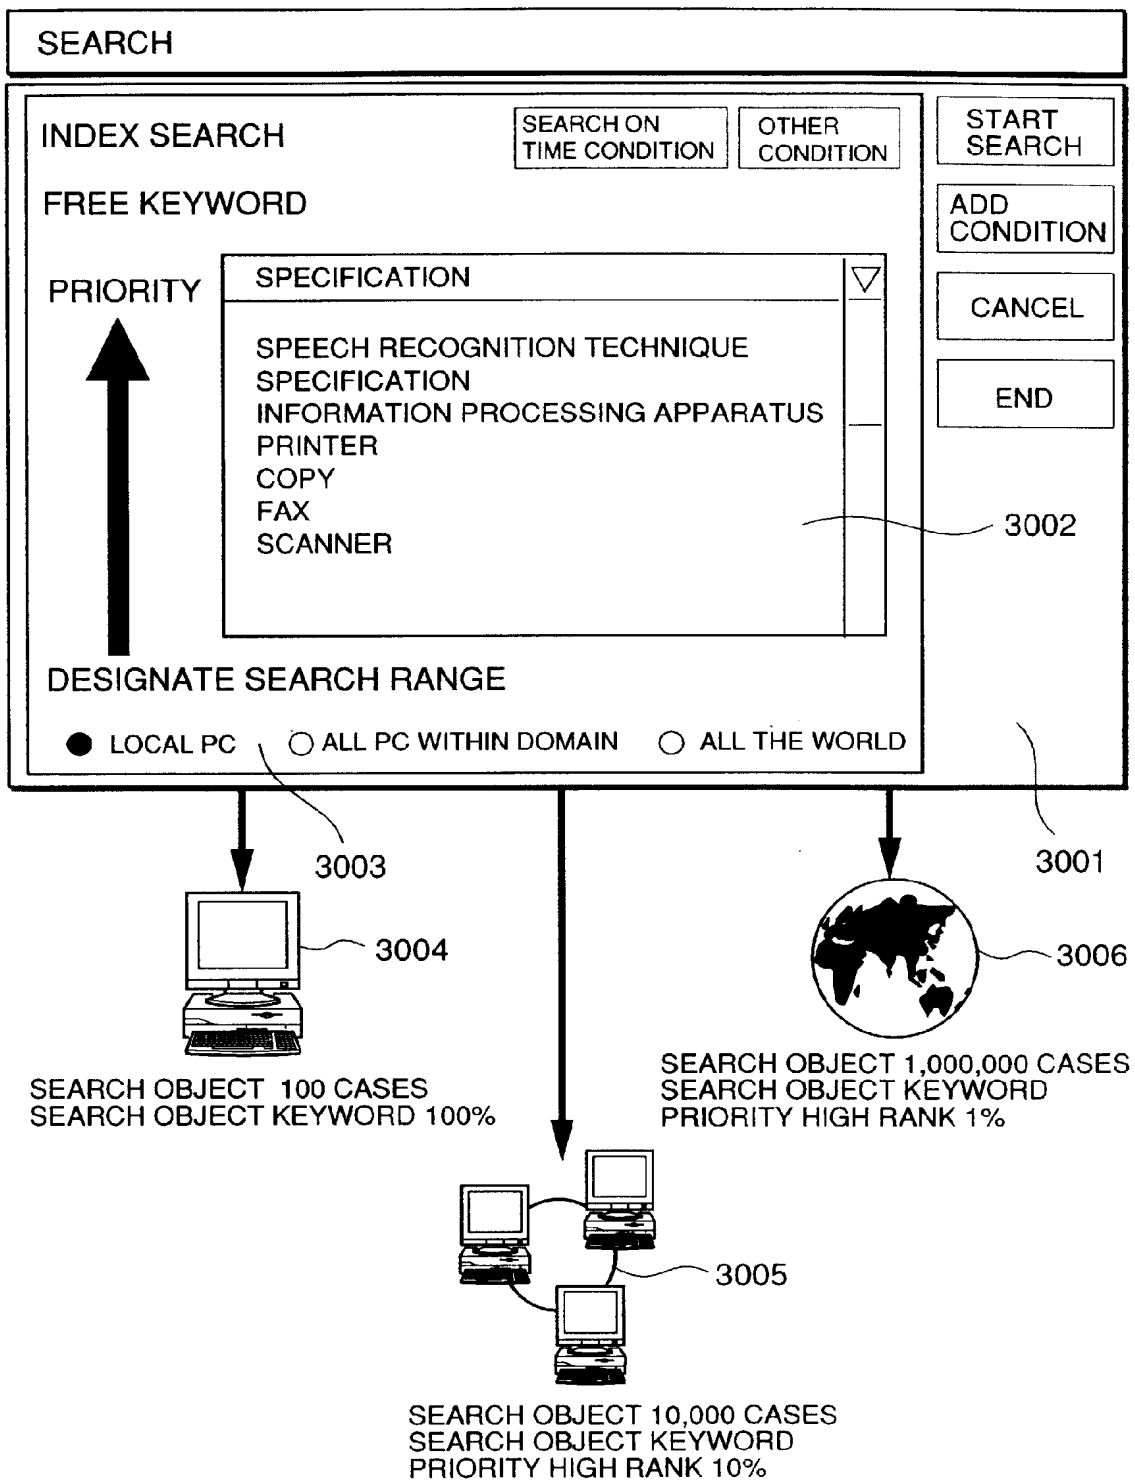 SEARCH
INDEX SEARCH
SEARCH ON
TIME CONDITION
OTHER
CONDITION
START
SEARCH
FREE KEYWORD
ADD
CONDITION
PRIORITY
SPECIFICATION
CANCEL
SPEECH RECOGNITION TECHNIQUE
SPECIFICATION
INFORMATION PROCESSING APPARATUS
PRINTER
COPY
FAX
SCANNER
END
3002
DESIGNATE SEARCH RANGE
LOCAL PC
ALL PC WITHIN DOMAIN
ALL THE WORLD
3003
3001
3004
3006
SEARCH OBJECT 100 CASES
SEARCH OBJECT KEYWORD 100%
SEARCH OBJECT 1,000,000 CASES
SEARCH OBJECT KEYWORD
PRIORITY HIGH RANK 1%
3005
SEARCH OBJECT 10,000 CASES
SEARCH OBJECT KEYWORD
PRIORITY HIGH RANK 10%